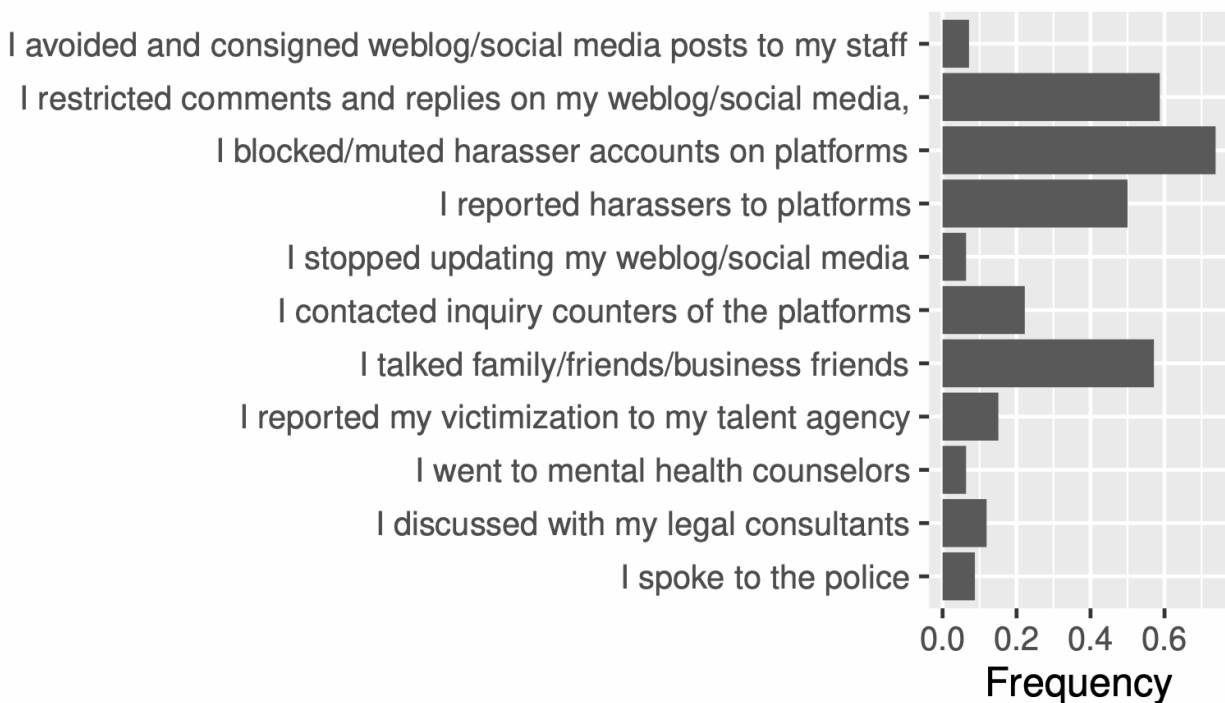 I avoided and consigned weblog/social media posts to my staff
I restricted comments and replies on my weblog/social media,
I blocked/muted harasser accounts on platforms
I reported harassers to platforms
I stopped updating my weblog/social media
I contacted inquiry counters of the platforms
I talked family/friends/business friends
I reported my victimization to my talent agency
I went to mental health counselors
I discussed with my legal consultants
I spoke to the police
0.0 0.2 0.4 0.6
Frequency